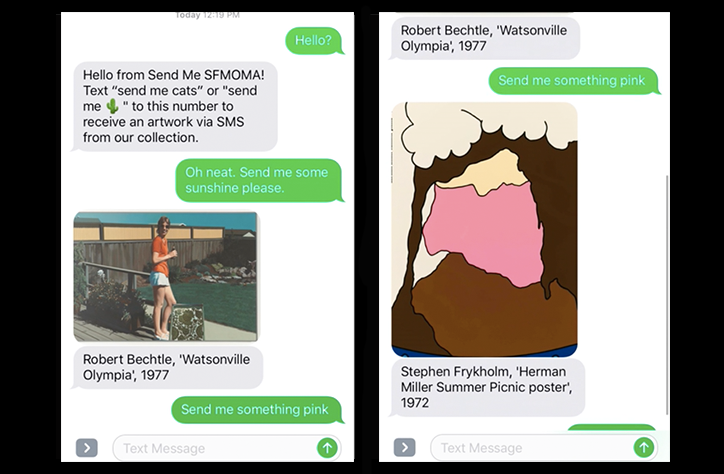 Today 12:19 PM
Hello?
Hello from Send Me SFMOMA!
Text “send me cats” or "send
me 🌵 " to this number to
receive an artwork via SMS
from our collection.
Oh neat. Send me some
sunshine please.
Robert Bechtle, 'Watsonville
Olympia', 1977
Send me something pink
Text Message
Robert Bechtle, 'Watsonville
Olympia', 1977
Send me something pink
Stephen Frykholm, 'Herman
Miller Summer Picnic poster',
1972
Text Message